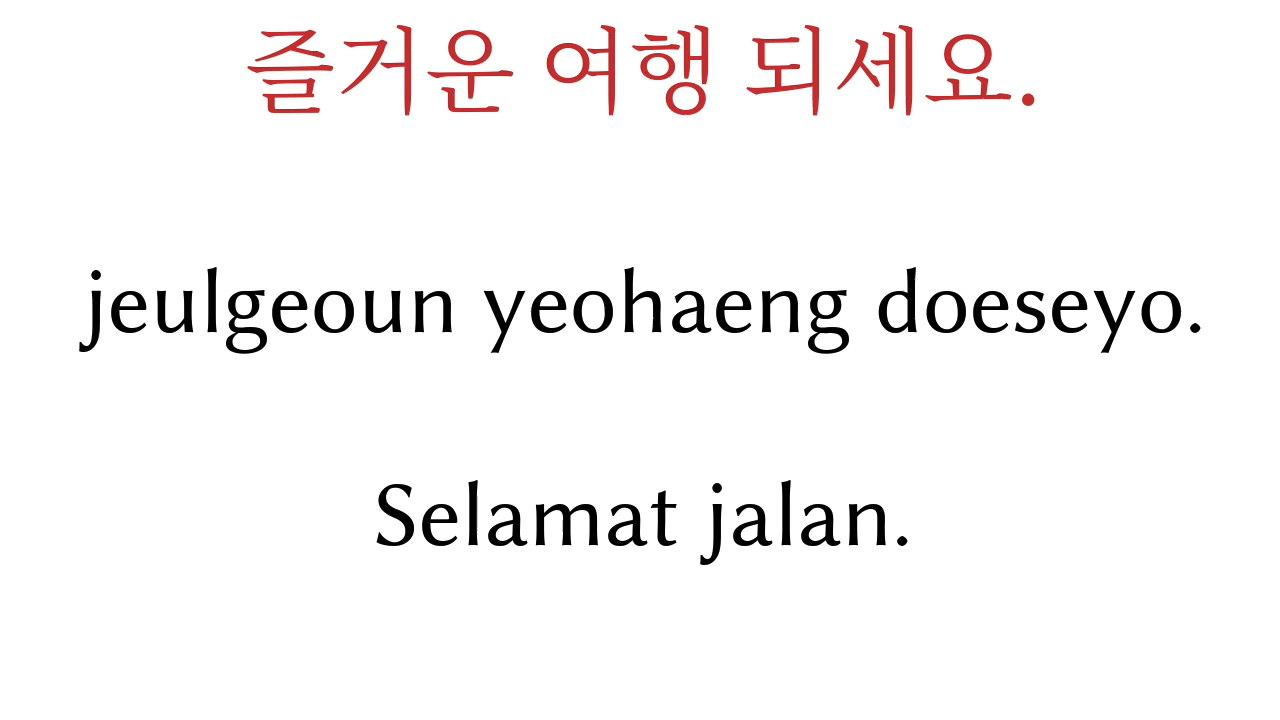 즐거운 여행 되세요.
jeulgeoun yeohaeng doeseyo.
Selamat jalan.